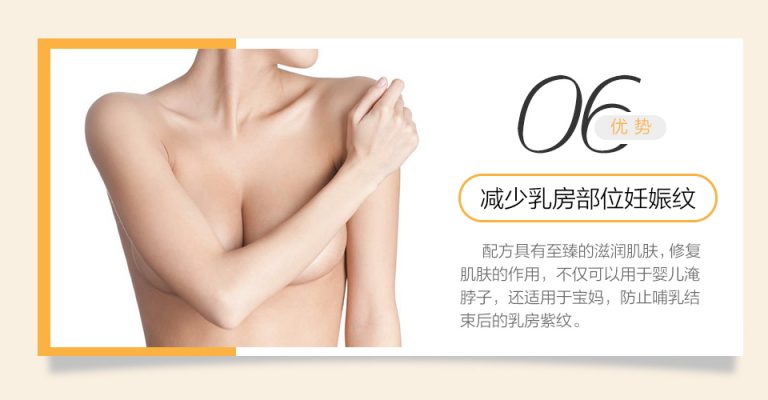 06
优势
减少乳房部位妊娠纹
配方具有至臻的滋润肌肤，修复
肌肤的作用，不仅可以用于婴儿淹
脖子，还适用于宝妈，防止哺乳结
束后的乳房紫纹。